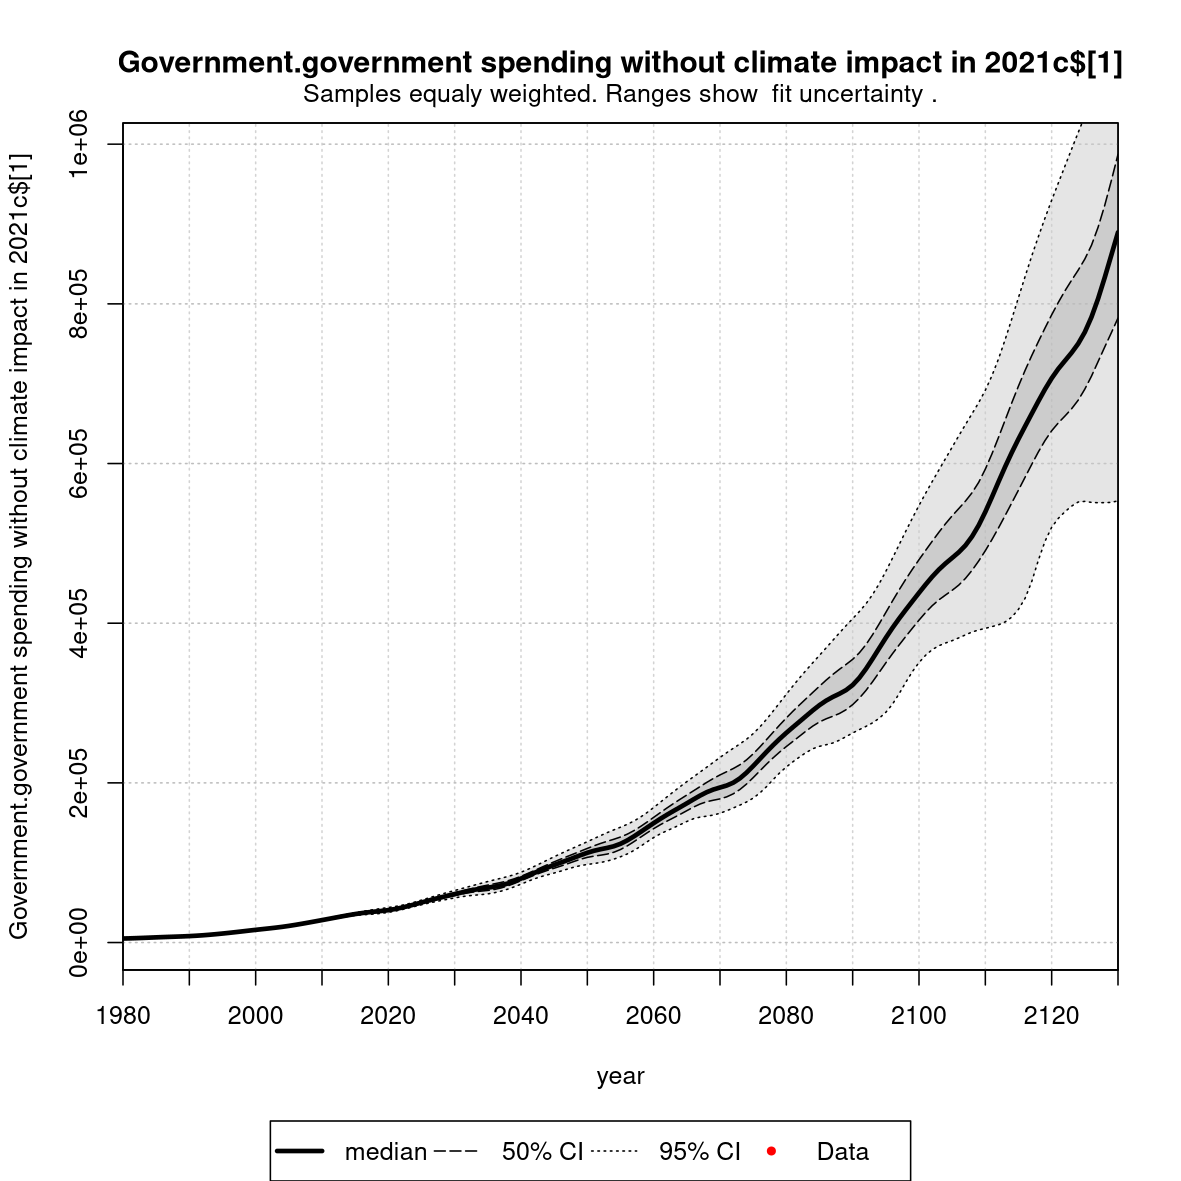 Government.government spending without climate impact in 2021c$[1]
Samples equaly weighted. Ranges show  fit uncertainty .
Government.government spending without climate impact in 2021c$[1]
1e+06
8e+05
6e+05
4e+05
2e+05
0e+00
1980 2000 2020 2040 2060 2080 2100 2120
year
median 50% CI 95% CI Data